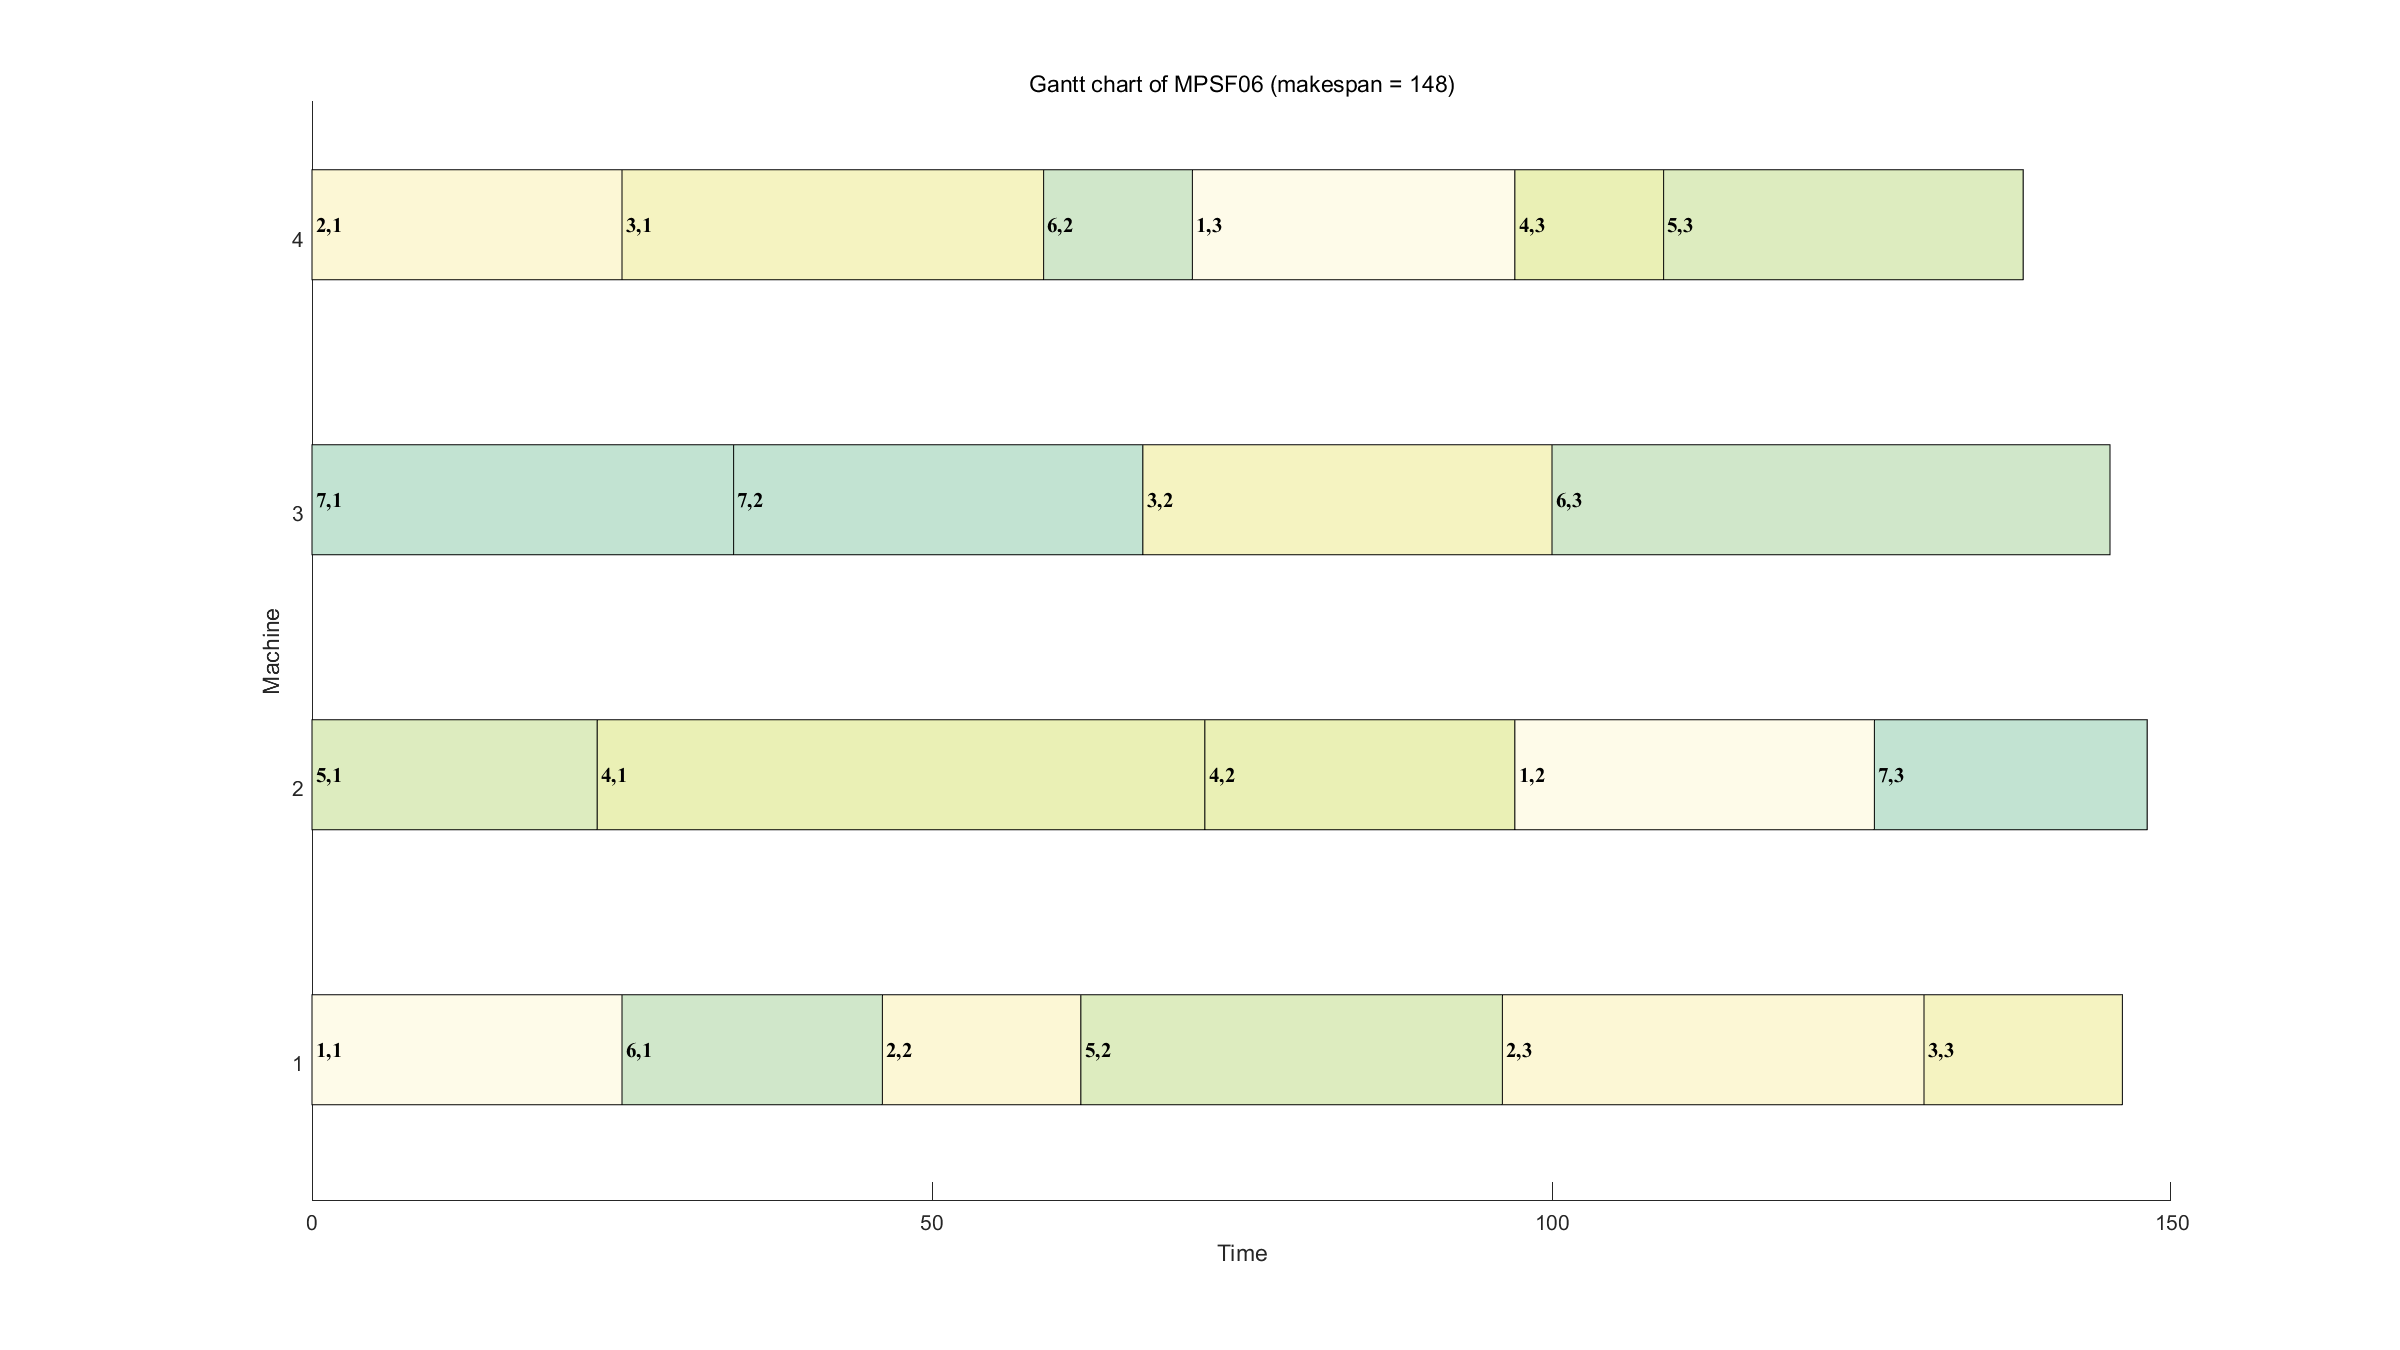 Gantt chart of MPSF06 (makespan = 148)
4
2,1 3,1 6,2 1,3 4,3 5,3
3
7,1 7,2 3,2 6,3
Machine
2
5,1 4,1 4,2 1,2 7,3
1
1,1 6,1 2,2 5,2 2,3 3,3
0 50 100 150
Time